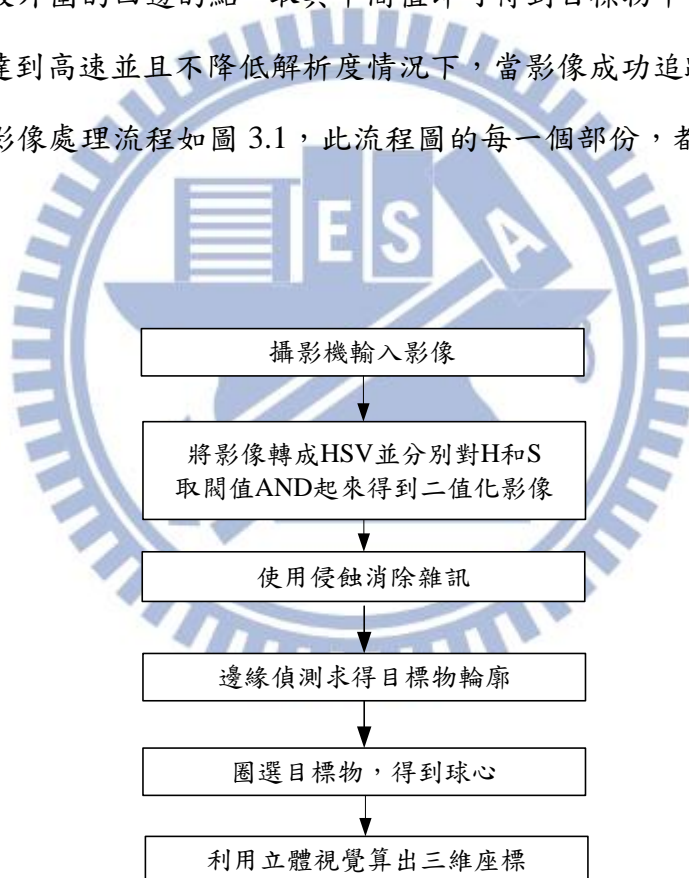 達到高速並且不降低解析度情況下，當影像成功追
影像處理流程如圖 3.1，此流程圖的每一個部份，都
E S A
攝影機輸入影像
將影像轉成HSV並分別對H和S
取閥值AND起來得到二值化影像
使用侵蝕消除雜訊
邊緣偵測求得目標物輪廓
圈選目標物，得到球心
利用立體視覺算出三維座標